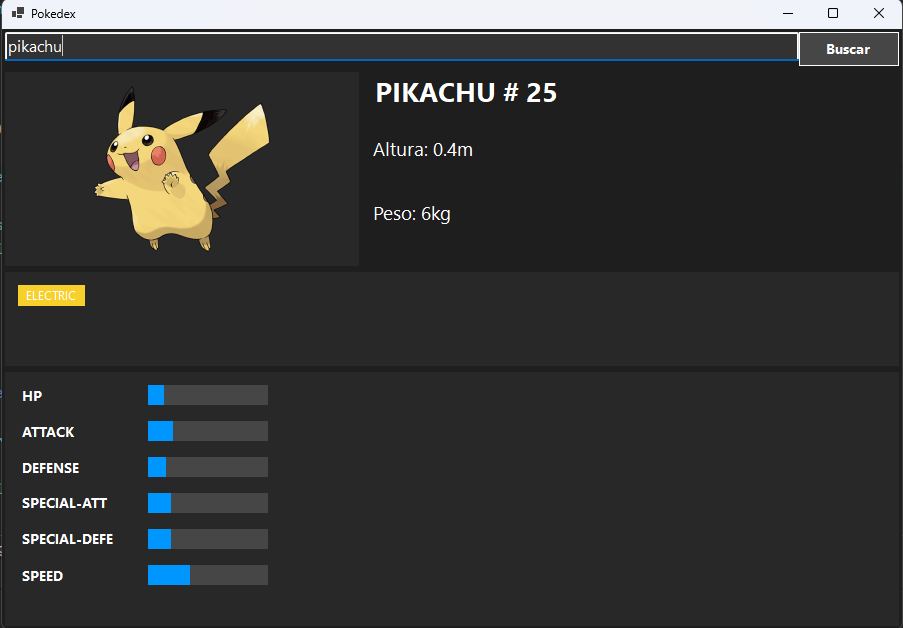 Pokedex
pikachu
Buscar
PIKACHU # 25
Altura: 0.4m
Peso: 6kg
ELECTRIC
HP
ATTACK
DEFENSE
SPECIAL-ATT
SPECIAL-DEFE
SPEED